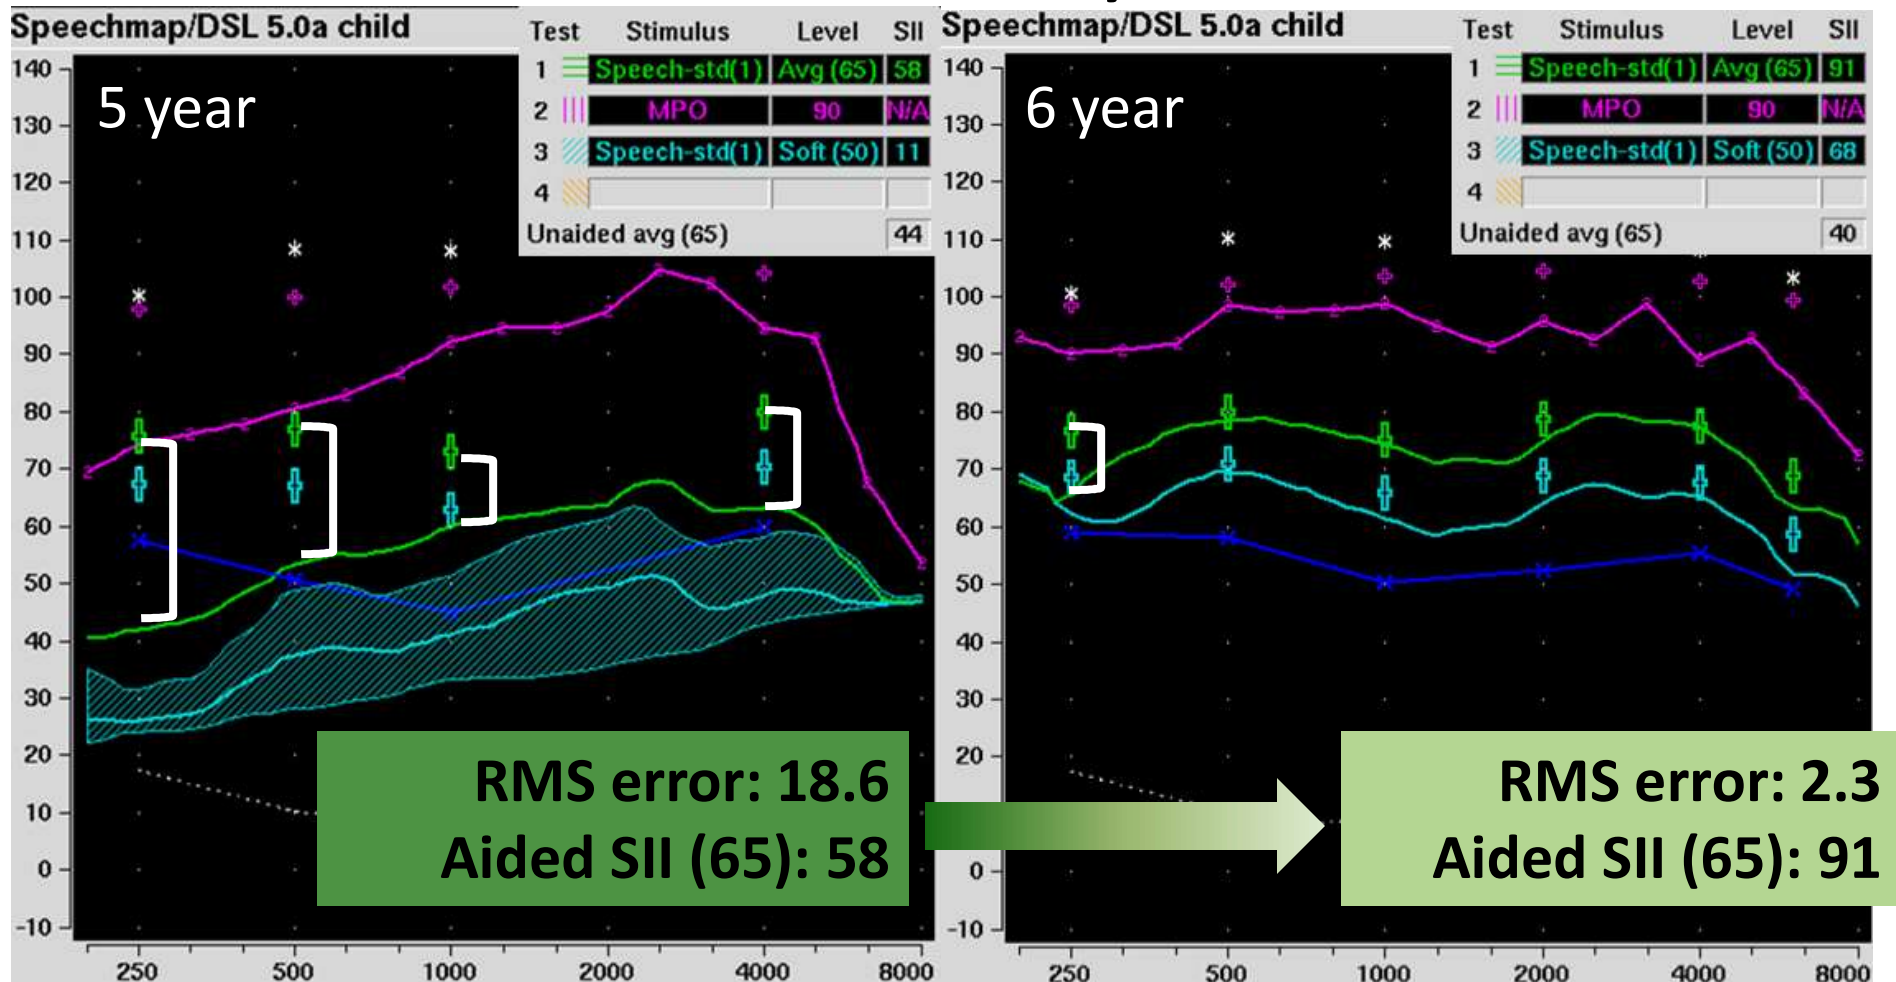 Speechmap/DSL 5.0a child
Test Stimulus Level SII
1 Speech-std(1) Avg (65) 58
2 MPO 90 N/A
3 Speech-std(1) Soft (50) 11
4
Unaided avg (65) 44
5 year
140
130
120
110
100
90
80
70
60
50
40
30
20
10
0
-10
250 500 1000 2000 4000 8000
RMS error: 18.6
Aided SII (65): 58
Speechmap/DSL 5.0a child
Test Stimulus Level SII
1 Speech-std(1) Avg (65) 91
2 MPO 90 N/A
3 Speech-std(1) Soft (50) 68
4
Unaided avg (65) 40
6 year
140
130
120
110
100
90
80
70
60
50
40
30
20
0
-10
250 500 1000 2000 4000 8000
RMS error: 2.3
Aided SII (65): 91